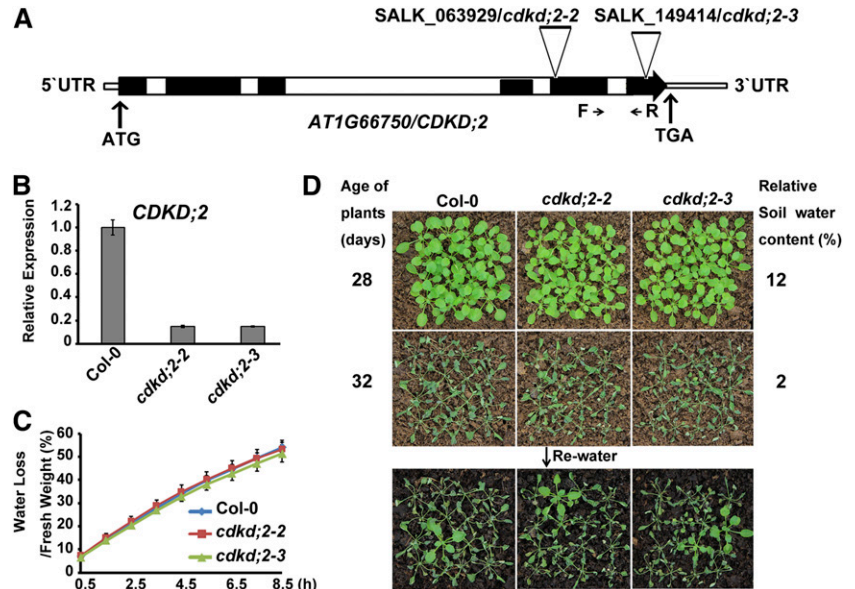 A
SALK_063929/cdkd;2-2 SALK_149414/cdkd;2-3
5`UTR 3`UTR
F R
ATG AT1G66750/CDKD;2 TGA
B
CDKD;2
Relative Expression
1.2
1.0
0.8
0.6
0.4
0.2
0
Col-0 cdkd;2-2 cdkd;2-3
C
Water Loss
/Fresh Weight (%)
60
50
40
30
20
10
0
Col-0
cdkd;2-2
cdkd;2-3
0.5 2.5 4.5 6.5 8.5 (h)
D
Age of
plants
(days)
Col-0 cdkd;2-2 cdkd;2-3
Relative
Soil water
content (%)
28 12
32 2
Re-water